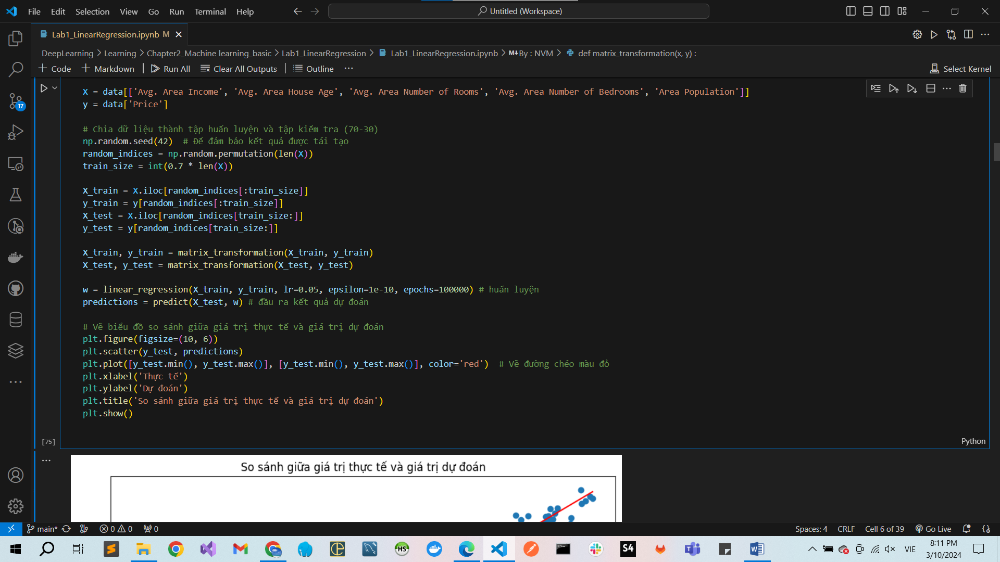 File Edit Selection View Go Run Terminal Help
Untitled (Workspace)
Lab1_LinearRegression.ipynb M
DeepLearning > Learning > Chapter2_Machine learning_basic > Lab1_LinearRegression > Lab1_LinearRegression.ipynb > M↓By : NVM > def matrix_transformation(x, y) :
+ Code + Markdown | Run All Clear All Outputs | Outline ...
Select Kernel
X = data[['Avg. Area Income', 'Avg. Area House Age', 'Avg. Area Number of Rooms', 'Avg. Area Number of Bedrooms', 'Area Population']]
y = data['Price']
# Chia dữ liệu thành tập huấn luyện và tập kiểm tra (70-30)
np.random.seed(42)  # Để đảm bảo kết quả được tái tạo
random_indices = np.random.permutation(len(X))
train_size = int(0.7 * len(X))
X_train = X.iloc[random_indices[:train_size]]
y_train = y[random_indices[:train_size]]
X_test = X.iloc[random_indices[train_size:]]
y_test = y[random_indices[train_size:]]
X_train, y_train = matrix_transformation(X_train, y_train)
X_test, y_test = matrix_transformation(X_test, y_test)
w = linear_regression(X_train, y_train, lr=0.05, epsilon=1e-10, epochs=100000) # huấn luyện
predictions = predict(X_test, w) # đầu ra kết quả dự đoán
# Vẽ biểu đồ so sánh giữa giá trị thực tế và giá trị dự đoán
plt.figure(figsize=(10, 6))
plt.scatter(y_test, predictions)
plt.plot([y_test.min(), y_test.max()], [y_test.min(), y_test.max()], color='red')  # Vẽ đường chéo màu đỏ
plt.xlabel('Thực tế')
plt.ylabel('Dự đoán')
plt.title('So sánh giữa giá trị thực tế và giá trị dự đoán')
plt.show()
[75]
Python
17
So sánh giữa giá trị thực tế và giá trị dự đoán
main* 0 0 0
Spaces: 4 CRLF Cell 6 of 39 Go Live
HS
S4
VIE
8:11 PM
3/10/2024